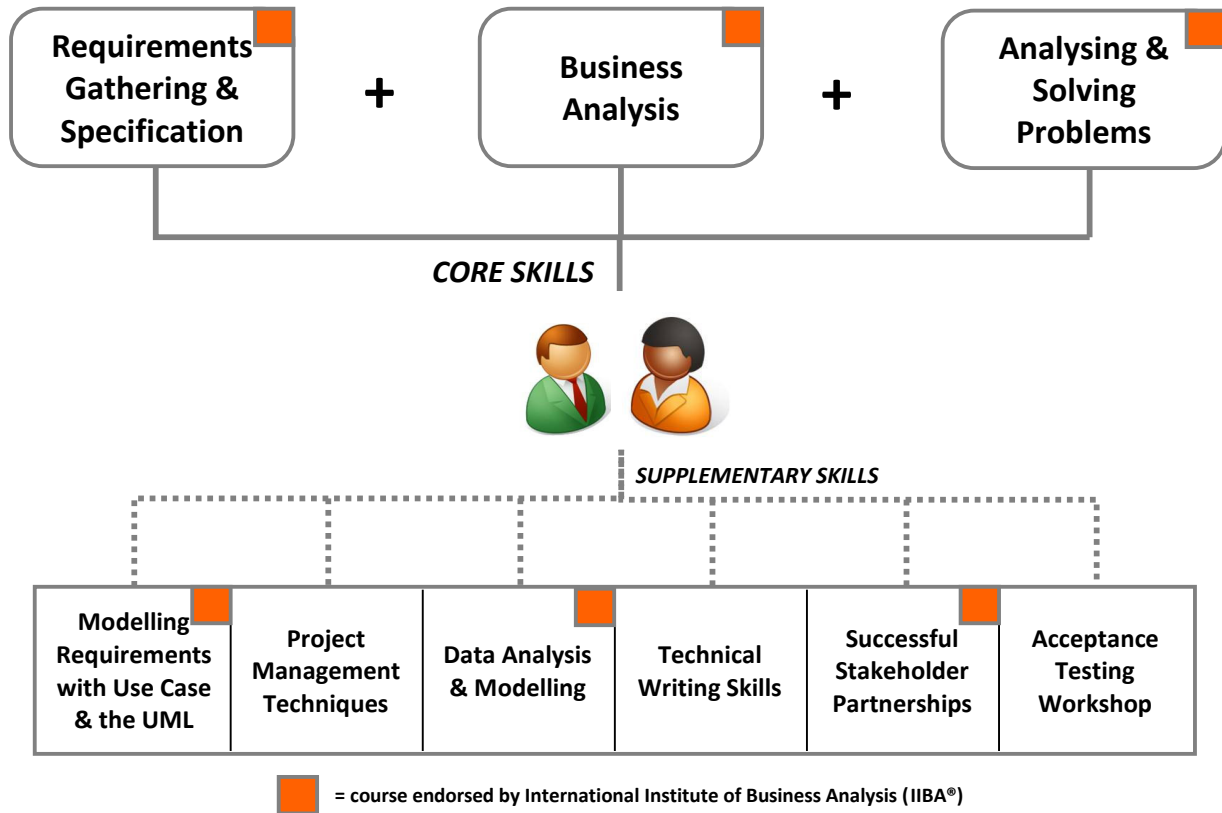 Requirements
Gathering &
Specification
+
Business
Analysis
+
Analysing &
Solving
Problems
CORE SKILLS
SUPPLEMENTARY SKILLS
Modelling
Requirements
with Use Case
& the UML
Project
Management
Techniques
Data Analysis
& Modelling
Technical
Writing Skills
Successful
Stakeholder
Partnerships
Acceptance
Testing
Workshop
= course endorsed by International Institute of Business Analysis (IIBA®)